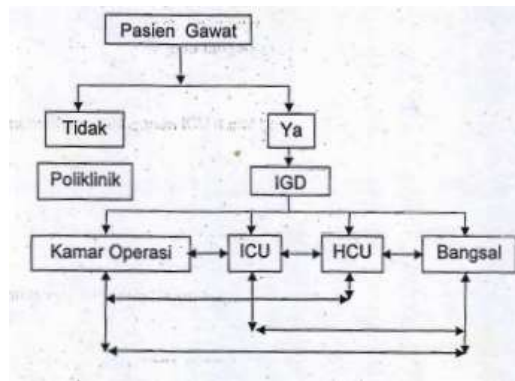 Pasien Gawat
Tidak
Ya
Poliklinik
IGD
Kamar Operasi
ICU
HCU
Bangsal